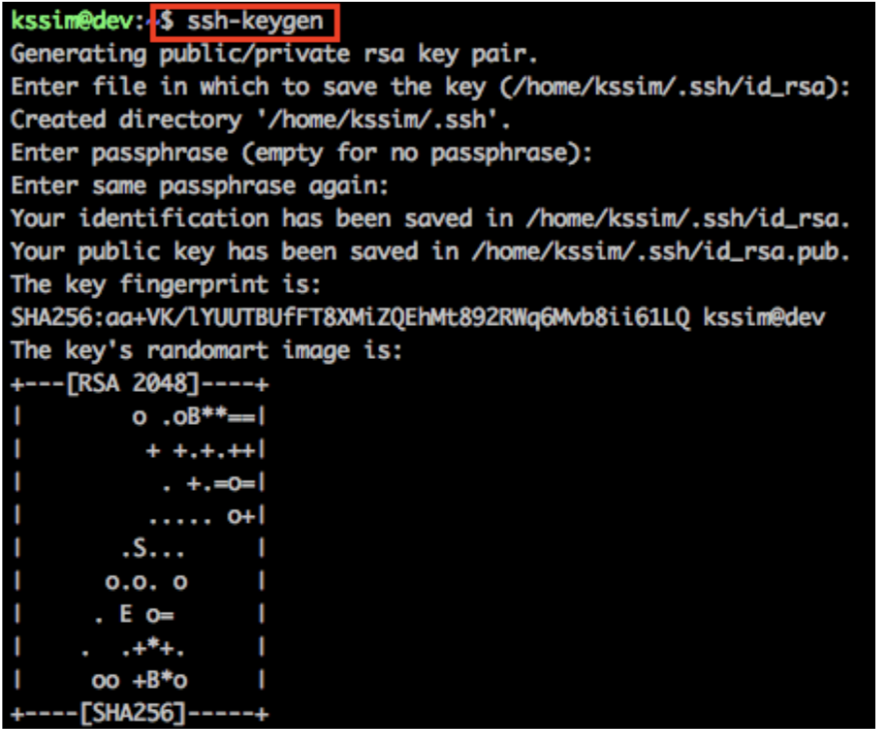 kssim@dev:~$ ssh-keygen
Generating public/private rsa key pair.
Enter file in which to save the key (/home/kssim/.ssh/id_rsa):
Created directory '/home/kssim/.ssh'.
Enter passphrase (empty for no passphrase):
Enter same passphrase again:
Your identification has been saved in /home/kssim/.ssh/id_rsa.
Your public key has been saved in /home/kssim/.ssh/id_rsa.pub.
The key fingerprint is:
SHA256:aa+VK/lYUUTBUfFT8XMiZQEhMt892RWq6Mvb8ii61LQ kssim@dev
The key's randomart image is:
+---[RSA 2048]----+
|        o .oB**==|
|         + +.+.++|
|          . +.=o=|
|         ..... o+|
|       .S...     |
|      o.o. o     |
|     . E o=      |
|    .  .+*+.     |
|     oo +B*o     |
+----[SHA256]-----+